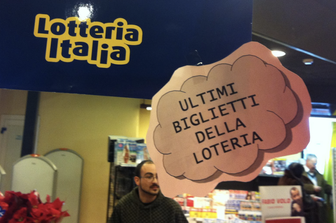 Lotteria
Italia
ULTIMI
BIGLIETTI
DELLA
LOTERIA